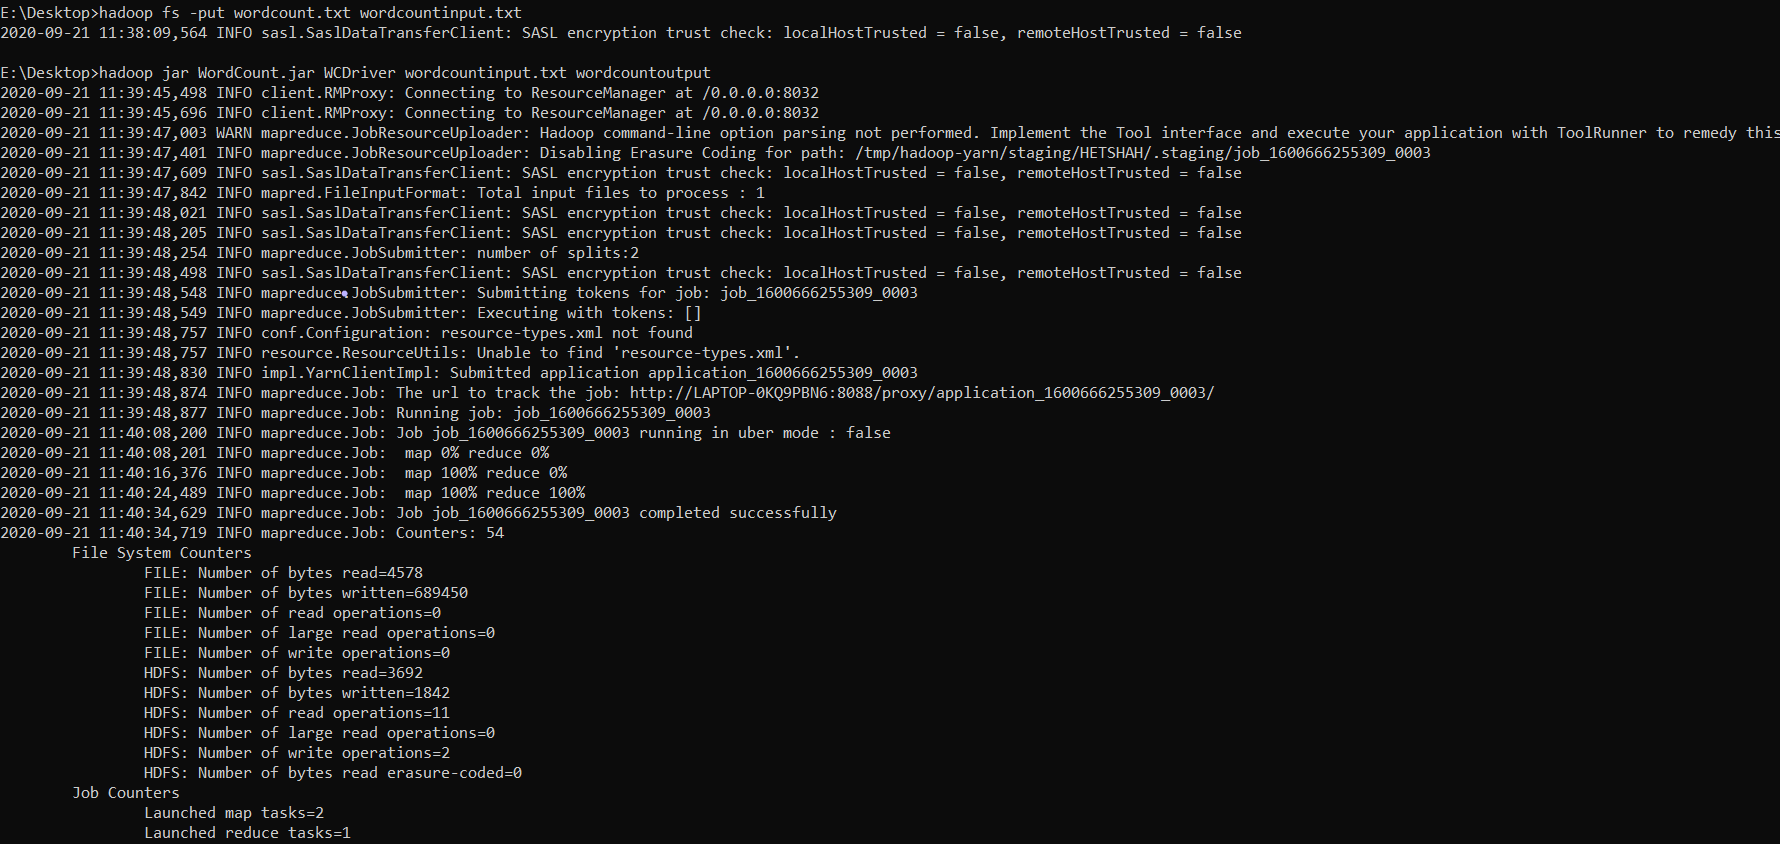 E:\Desktop>hadoop fs -put wordcount.txt wordcountinput.txt
2020-09-21 11:38:09,564 INFO sasl.SaslDataTransferClient: SASL encryption trust check: localHostTrusted = false, remoteHostTrusted = false
E:\Desktop>hadoop jar WordCount.jar WCDriver wordcountinput.txt wordcountoutput
2020-09-21 11:39:45,498 INFO client.RMProxy: Connecting to ResourceManager at /0.0.0.0:8032
2020-09-21 11:39:45,696 INFO client.RMProxy: Connecting to ResourceManager at /0.0.0.0:8032
2020-09-21 11:39:47,003 WARN mapreduce.JobResourceUploader: Hadoop command-line option parsing not performed. Implement the Tool interface and execute your application with ToolRunner to remedy this
2020-09-21 11:39:47,401 INFO mapreduce.JobResourceUploader: Disabling Erasure Coding for path: /tmp/hadoop-yarn/staging/HETSHAH/.staging/job_1600666255309_0003
2020-09-21 11:39:47,609 INFO sasl.SaslDataTransferClient: SASL encryption trust check: localHostTrusted = false, remoteHostTrusted = false
2020-09-21 11:39:47,842 INFO mapred.FileInputFormat: Total input files to process : 1
2020-09-21 11:39:48,021 INFO sasl.SaslDataTransferClient: SASL encryption trust check: localHostTrusted = false, remoteHostTrusted = false
2020-09-21 11:39:48,205 INFO sasl.SaslDataTransferClient: SASL encryption trust check: localHostTrusted = false, remoteHostTrusted = false
2020-09-21 11:39:48,254 INFO mapreduce.JobSubmitter: number of splits:2
2020-09-21 11:39:48,498 INFO sasl.SaslDataTransferClient: SASL encryption trust check: localHostTrusted = false, remoteHostTrusted = false
2020-09-21 11:39:48,548 INFO mapreduce.JobSubmitter: Submitting tokens for job: job_1600666255309_0003
2020-09-21 11:39:48,549 INFO mapreduce.JobSubmitter: Executing with tokens: []
2020-09-21 11:39:48,757 INFO conf.Configuration: resource-types.xml not found
2020-09-21 11:39:48,757 INFO resource.ResourceUtils: Unable to find 'resource-types.xml'.
2020-09-21 11:39:48,830 INFO impl.YarnClientImpl: Submitted application application_1600666255309_0003
2020-09-21 11:39:48,874 INFO mapreduce.Job: The url to track the job: http://LAPTOP-0KQ9PBN6:8088/proxy/application_1600666255309_0003/
2020-09-21 11:39:48,877 INFO mapreduce.Job: Running job: job_1600666255309_0003
2020-09-21 11:40:08,200 INFO mapreduce.Job: Job job_1600666255309_0003 running in uber mode : false
2020-09-21 11:40:08,201 INFO mapreduce.Job:  map 0% reduce 0%
2020-09-21 11:40:16,376 INFO mapreduce.Job:  map 100% reduce 0%
2020-09-21 11:40:24,489 INFO mapreduce.Job:  map 100% reduce 100%
2020-09-21 11:40:34,629 INFO mapreduce.Job: Job job_1600666255309_0003 completed successfully
2020-09-21 11:40:34,719 INFO mapreduce.Job: Counters: 54
File System Counters
FILE: Number of bytes read=4578
FILE: Number of bytes written=689450
FILE: Number of read operations=0
FILE: Number of large read operations=0
FILE: Number of write operations=0
HDFS: Number of bytes read=3692
HDFS: Number of bytes written=1842
HDFS: Number of read operations=11
HDFS: Number of large read operations=0
HDFS: Number of write operations=2
HDFS: Number of bytes read erasure-coded=0
Job Counters
Launched map tasks=2
Launched reduce tasks=1